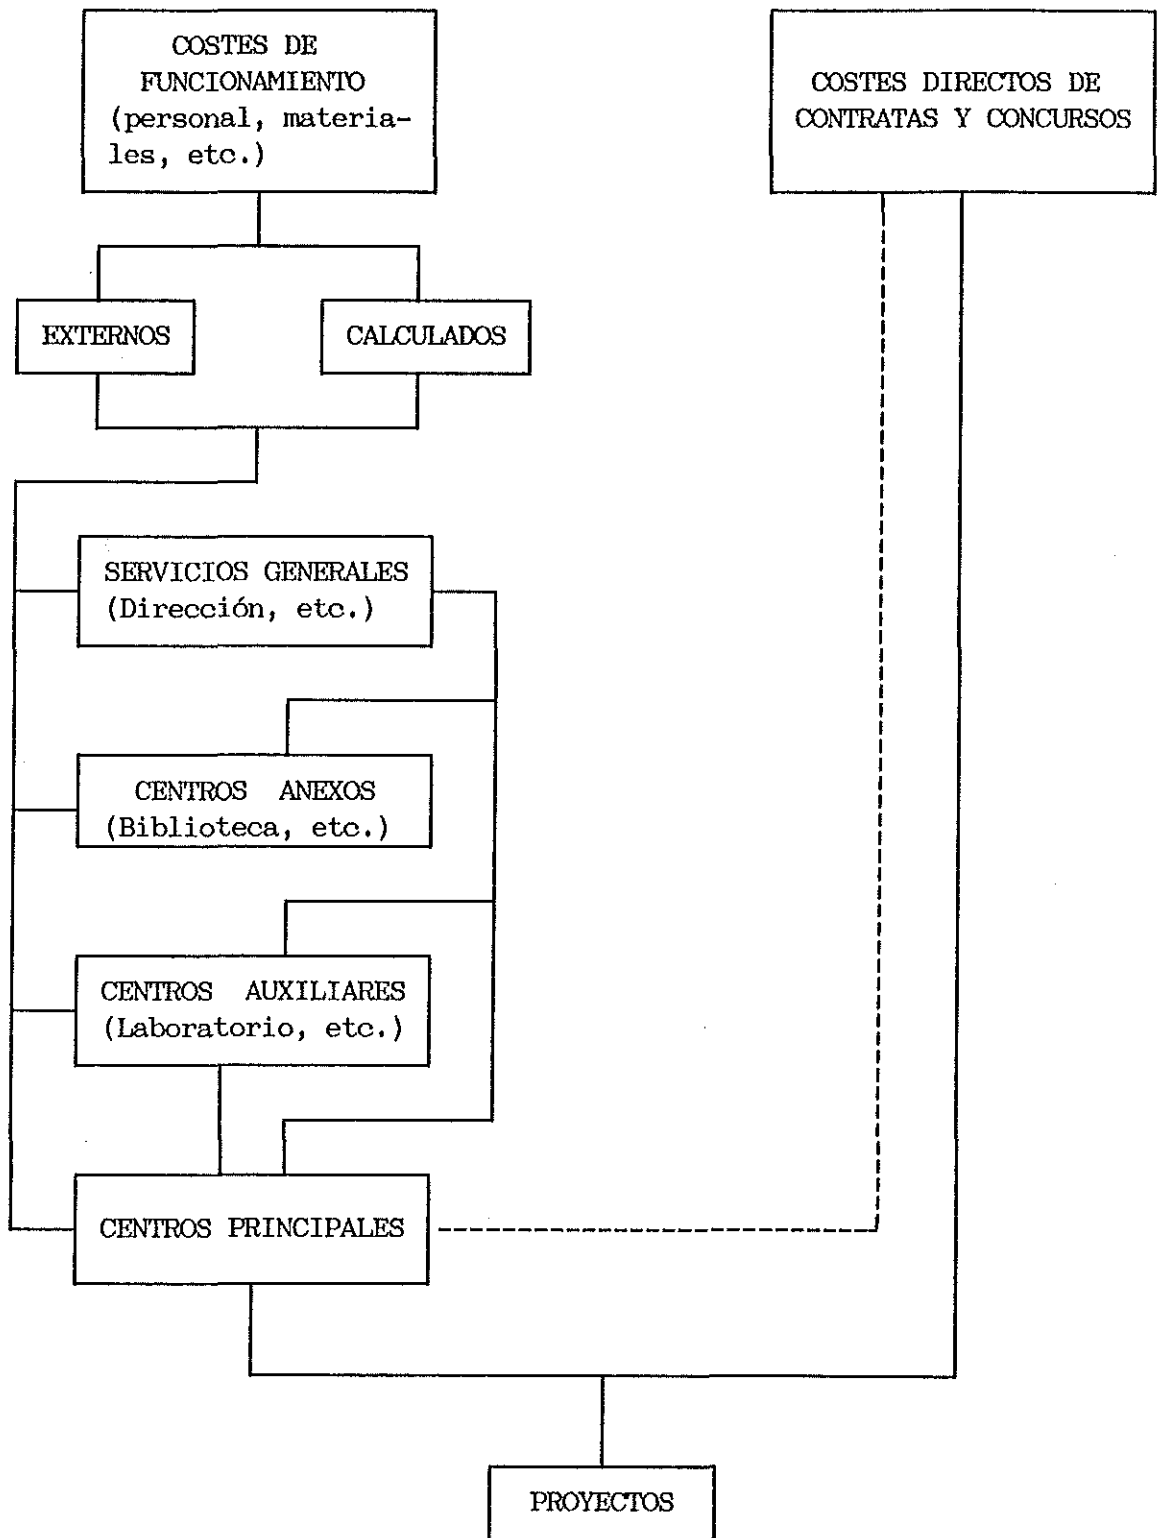 COSTES DE
FUNCIONAMIENTO
(personal, materia-
les, etc.)
COSTES DIRECTOS DE
CONTRATAS Y CONCURSOS
EXTERNOS
CALCULADOS
SERVICIOS GENERALES
(Dirección, etc.)
CENTROS ANEXOS
(Biblioteca, etc.)
CENTROS AUXILIARES
(Laboratorio, etc.)
CENTROS PRINCIPALES
PROYECTOS